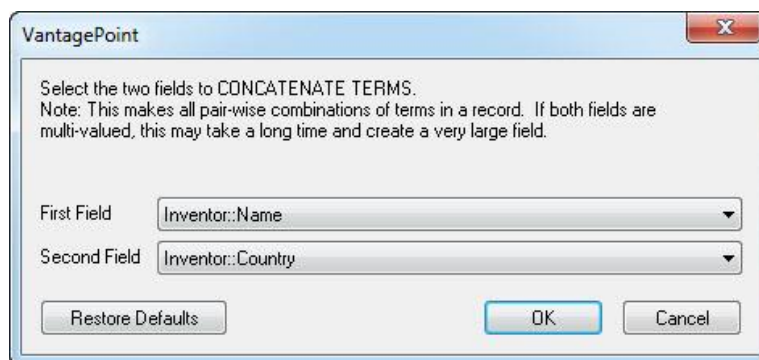 VantagePoint
Select the two fields to CONCATENATE TERMS.
Note: This makes all pair-wise combinations of terms in a record. If both fields are
multi-valued, this may take a long time and create a very large field.
First Field Inventor::Name
Second Field Inventor::Country
Restore Defaults OK Cancel